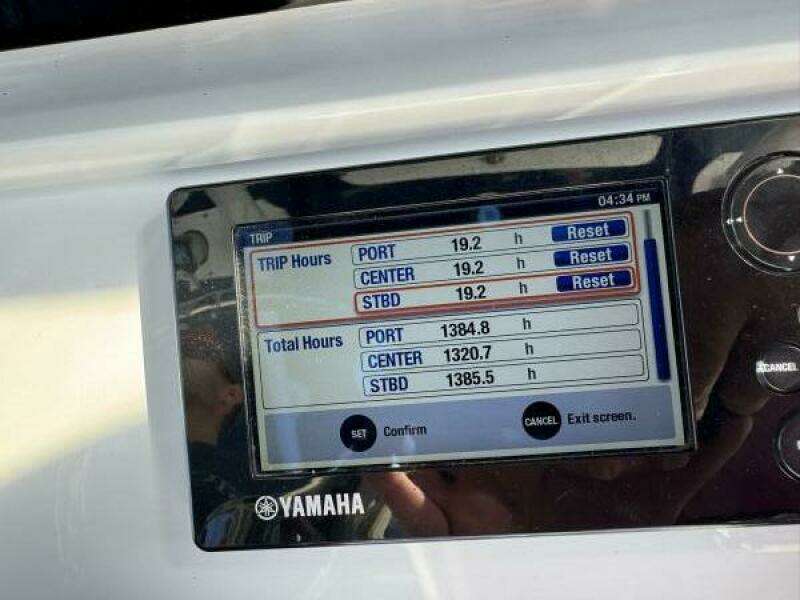 04:34 PM
TRIP
TRIP Hours PORT 19.2 h Reset
CENTER 19.2 h Reset
STBD 19.2 h Reset
Total Hours PORT 1384.8 h
CENTER 1320.7 h
STBD 1385.5 h
SET Confirm CANCEL Exit screen.
CANCEL
YAMAHA